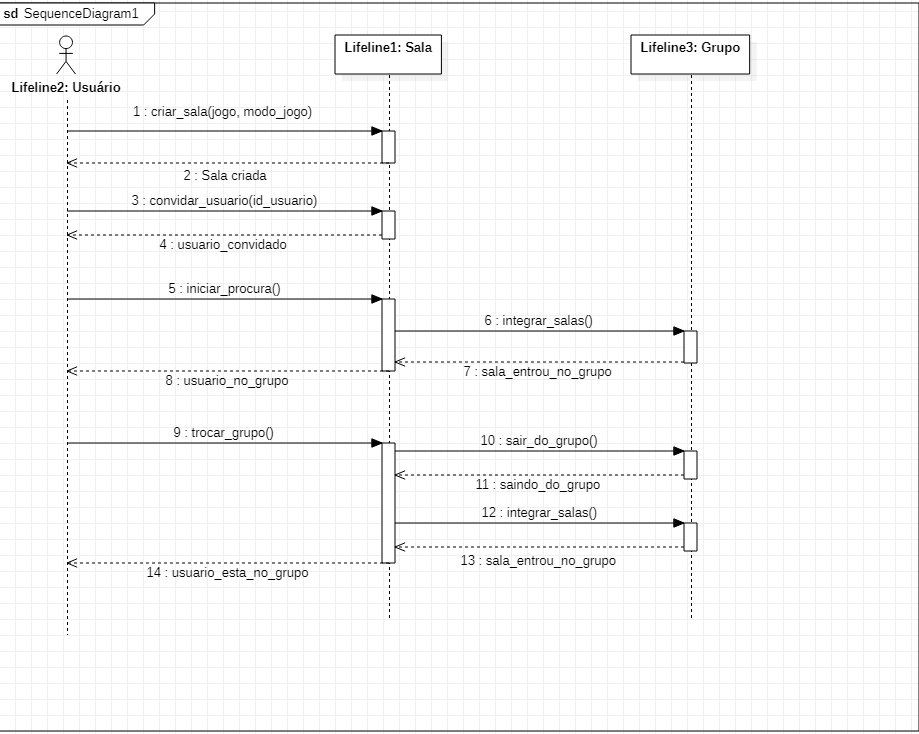 sd SequenceDiagram1
Lifeline2: Usuário
Lifeline1: Sala
Lifeline3: Grupo
1 : criar_sala(jogo, modo_jogo)
2 : Sala criada
3 : convidar_usuario(id_usuario)
4 : usuario_convidado
5 : iniciar_procura()
6 : integrar_salas()
7 : sala_entrou_no_grupo
8 : usuario_no_grupo
9 : trocar_grupo()
10 : sair_do_grupo()
11 : saindo_do_grupo
12 : integrar_salas()
13 : sala_entrou_no_grupo
14 : usuario_esta_no_grupo